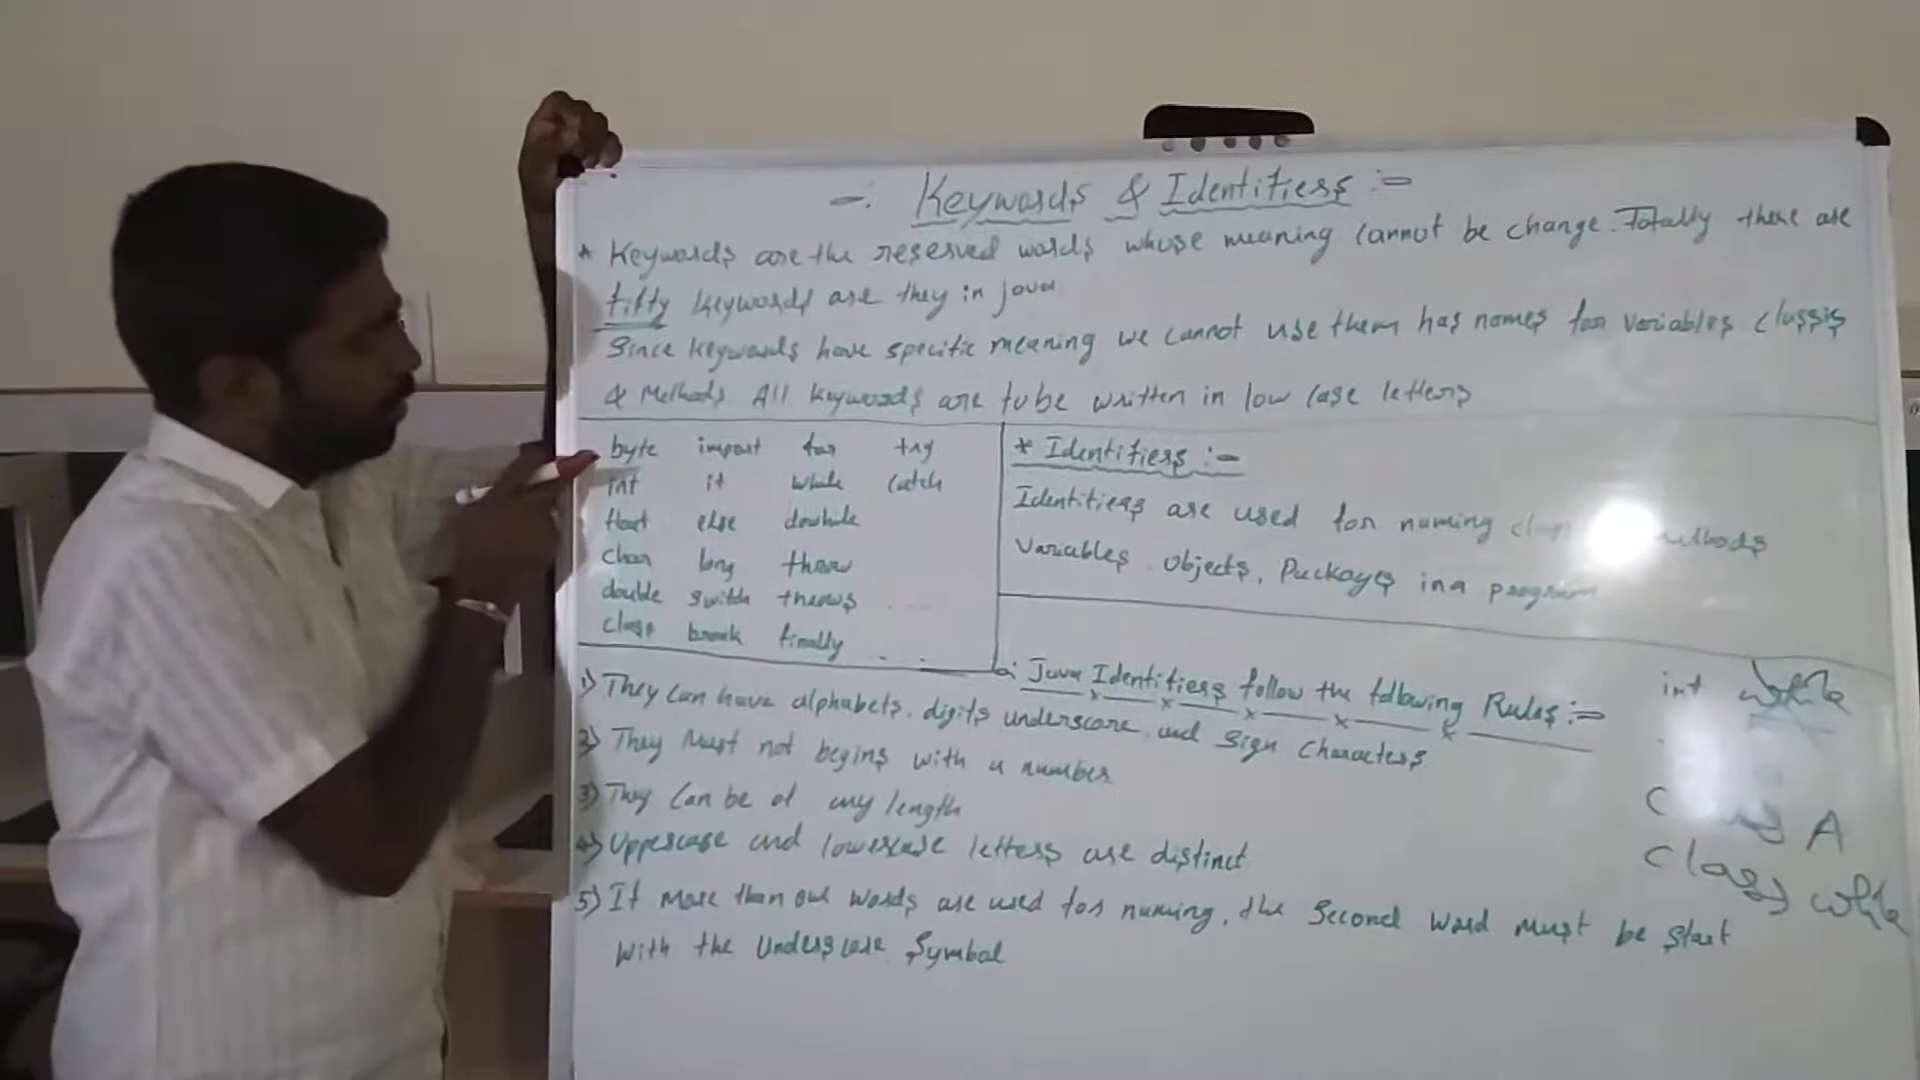 -: Keywords & Identifiers :-
* Keywords are the reserved words whose meaning cannot be change. Totally there are
fifty keywords are they in java
Since keywords have specific meaning we cannot use them has names for variables classis
& Methods. All keywords are to be written in low case letters
byte import for try
int if while catch
float else dowhile
char long throw
double switch throws
class break finally
* Identifiers :-
Identifiers are used for naming clas methods
Variables, Objects, Packages in a program
Java Identifiers follow the following Rules :-
1) They can have alphabets, digits underscore and sign characters
2) They Must not begins with a number
3) They can be of any length
4) Uppercase and lowercase letters are distinct
5) If more than one words are used for naming, the second word must be start
with the Underscore Symbol
int while
class A
class while